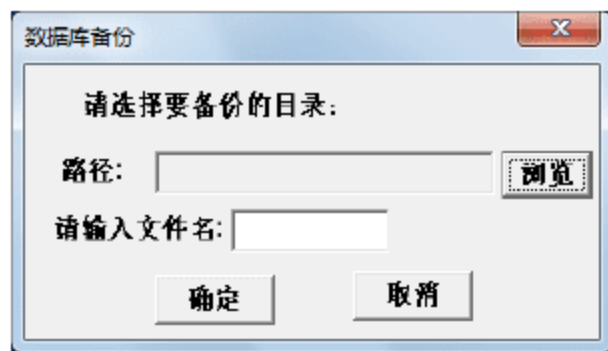 数据库备份
请选择要备份的目录：
路径： 浏览
请输入文件名：
确定 取消